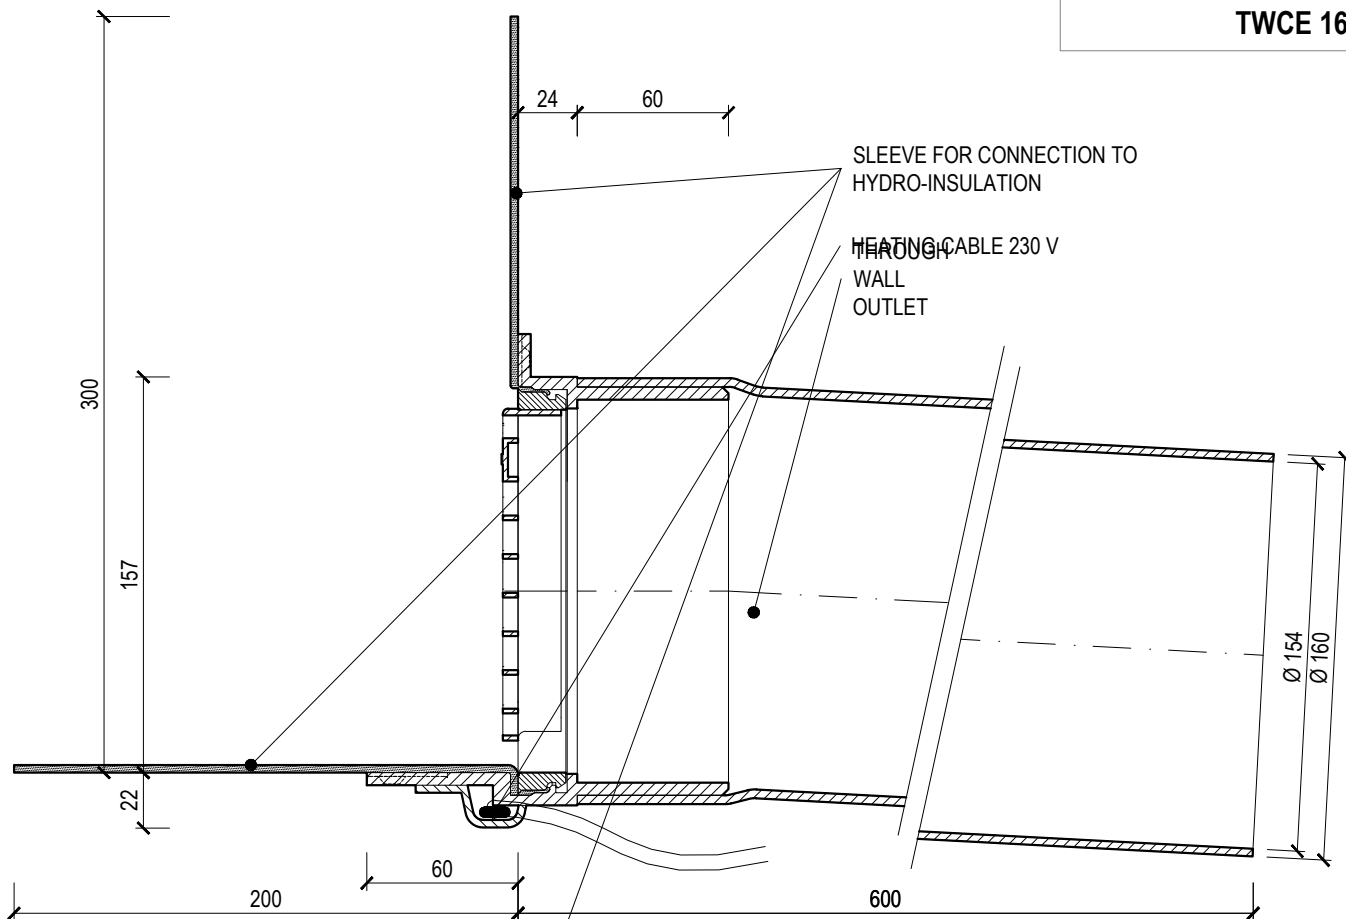 TWCE 16
24
60
SLEEVE FOR CONNECTION TO
HYDRO-INSULATION
HEATING CABLE 230 V
THROUGH
WALL
OUTLET
300
157
22
Ø 154
Ø 160
60
200
600